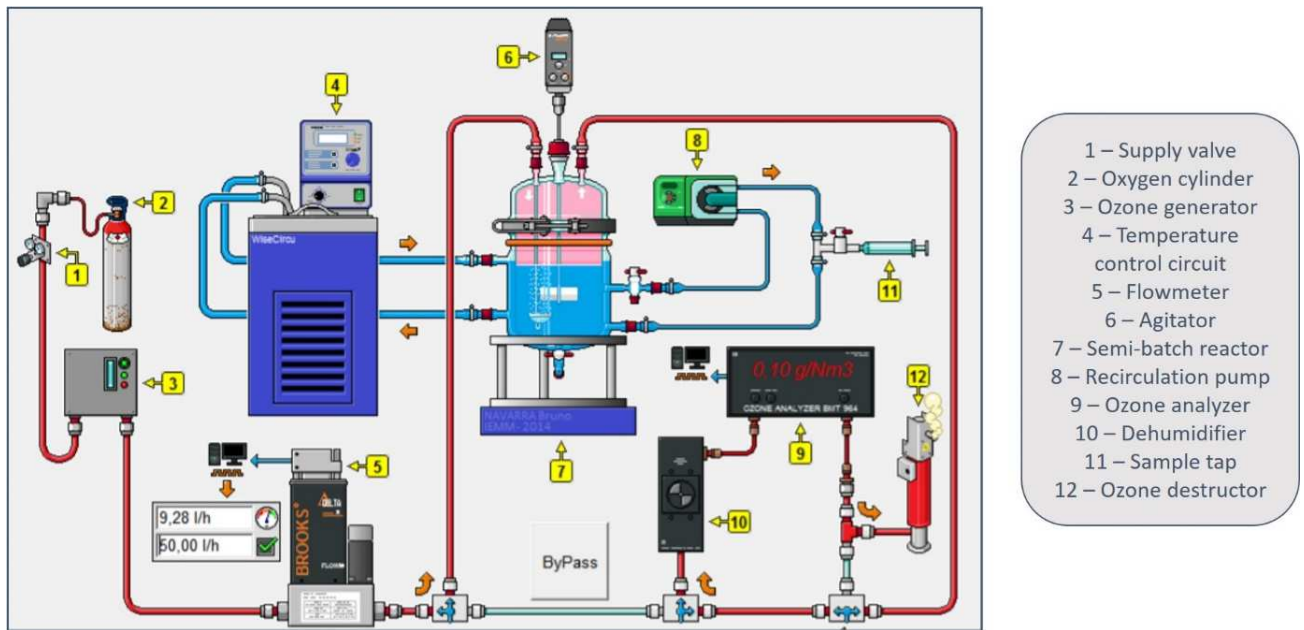 6
4
8
2
WiseCircu
1
11
0,10 g/Nm3
OZONE ANALYZER BMT 964
12
3
NAVARRA Bruno
IEMM - 2014
9
5
7
9,28 l/h
50,00 l/h
BROOKS®
DELTA
10
ByPass
1 – Supply valve
2 – Oxygen cylinder
3 – Ozone generator
4 – Temperature
control circuit
5 – Flowmeter
6 – Agitator
7 – Semi-batch reactor
8 – Recirculation pump
9 – Ozone analyzer
10 – Dehumidifier
11 – Sample tap
12 – Ozone destructor